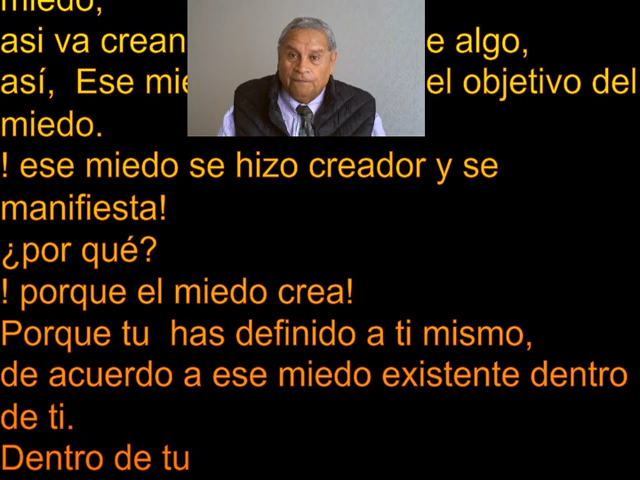 miedo,
asi va crean e algo,
así, Ese mie el objetivo del
miedo.
! ese miedo se hizo creador y se
manifiesta!
¿por qué?
! porque el miedo crea!
Porque tu has definido a ti mismo,
de acuerdo a ese miedo existente dentro
de ti.
Dentro de tu